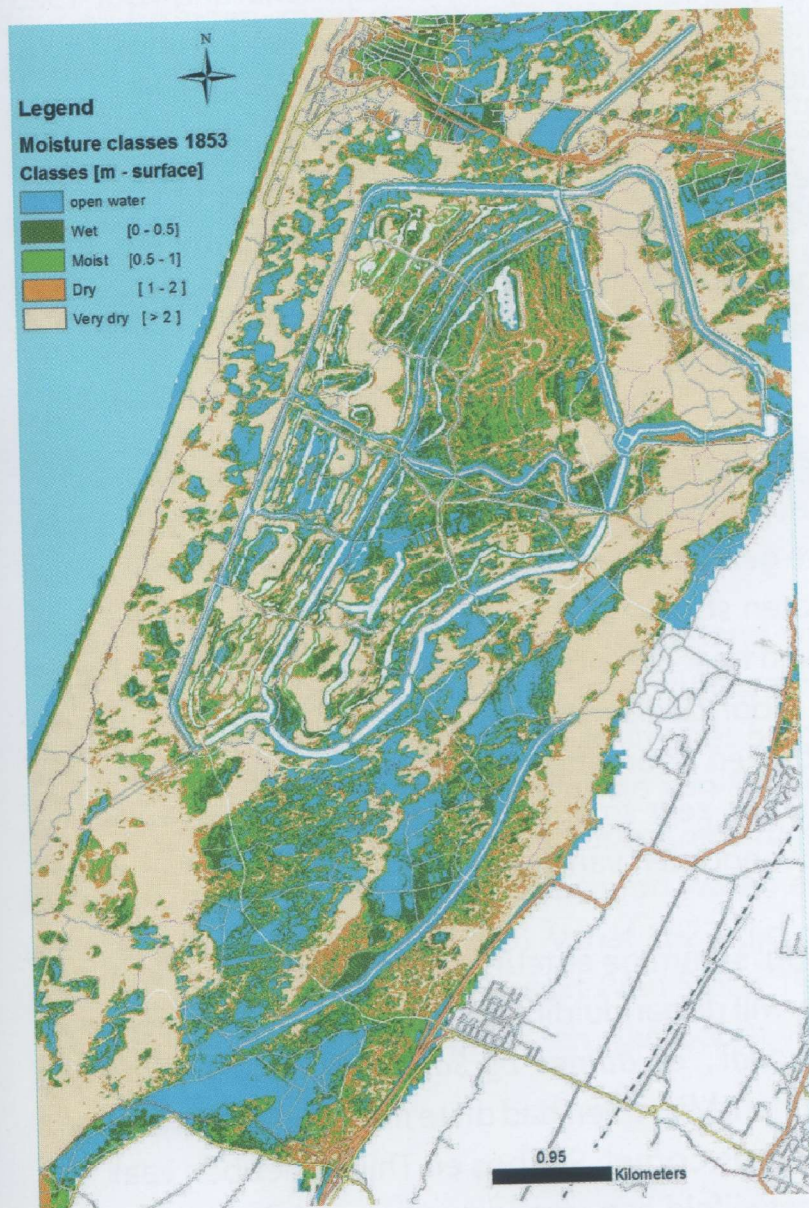 N
Legend
Moisture classes 1853
Classes [m - surface]
open water
Wet [0 - 0.5]
Moist [0.5 - 1]
Dry [ 1 - 2 ]
Very dry [ > 2 ]
0.95
Kilometers